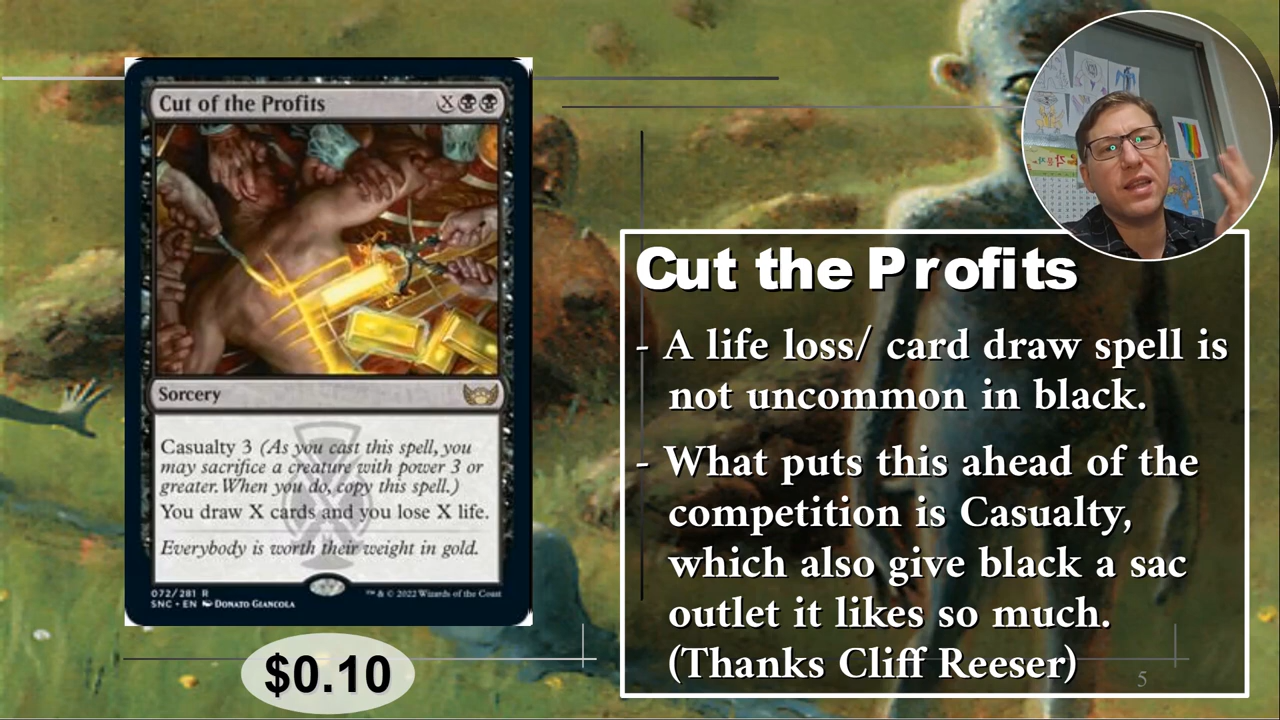 Cut of the Profits X
Sorcery
Casualty 3 (As you cast this spell, you
may sacrifice a creature with power 3 or
greater. When you do, copy this spell.)
You draw X cards and you lose X life.
Everybody is worth their weight in gold.
072/281 R
SNC • EN Donato Giancola
™ & © 2022 Wizards of the Coast
$0.10
Cut the Profits
- A life loss/ card draw spell is
not uncommon in black.
- What puts this ahead of the
competition is Casualty,
which also give black a sac
outlet it likes so much.
(Thanks Cliff Reeser)
5